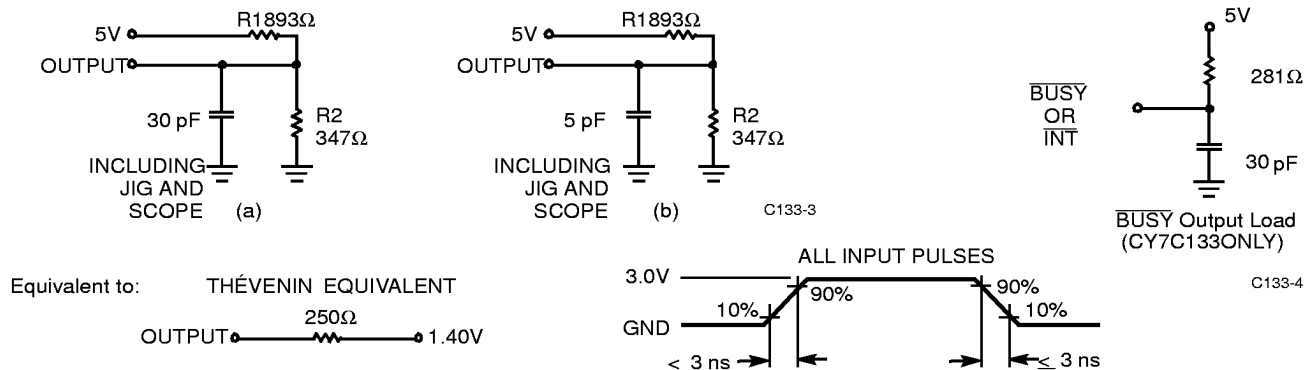 R1893Ω
5V
OUTPUT
30 pF
R2
347Ω
INCLUDING
JIG AND
SCOPE
(a)
R1893Ω
5V
OUTPUT
5 pF
R2
347Ω
INCLUDING
JIG AND
SCOPE
(b)
C133-3
5V
281Ω
BUSY
OR
INT
30 pF
BUSY Output Load
(CY7C133ONLY)
C133-4
Equivalent to:
THÉVENIN EQUIVALENT
250Ω
OUTPUT
1.40V
ALL INPUT PULSES
3.0V
GND
10%
90%
90%
10%
< 3 ns
≤ 3 ns